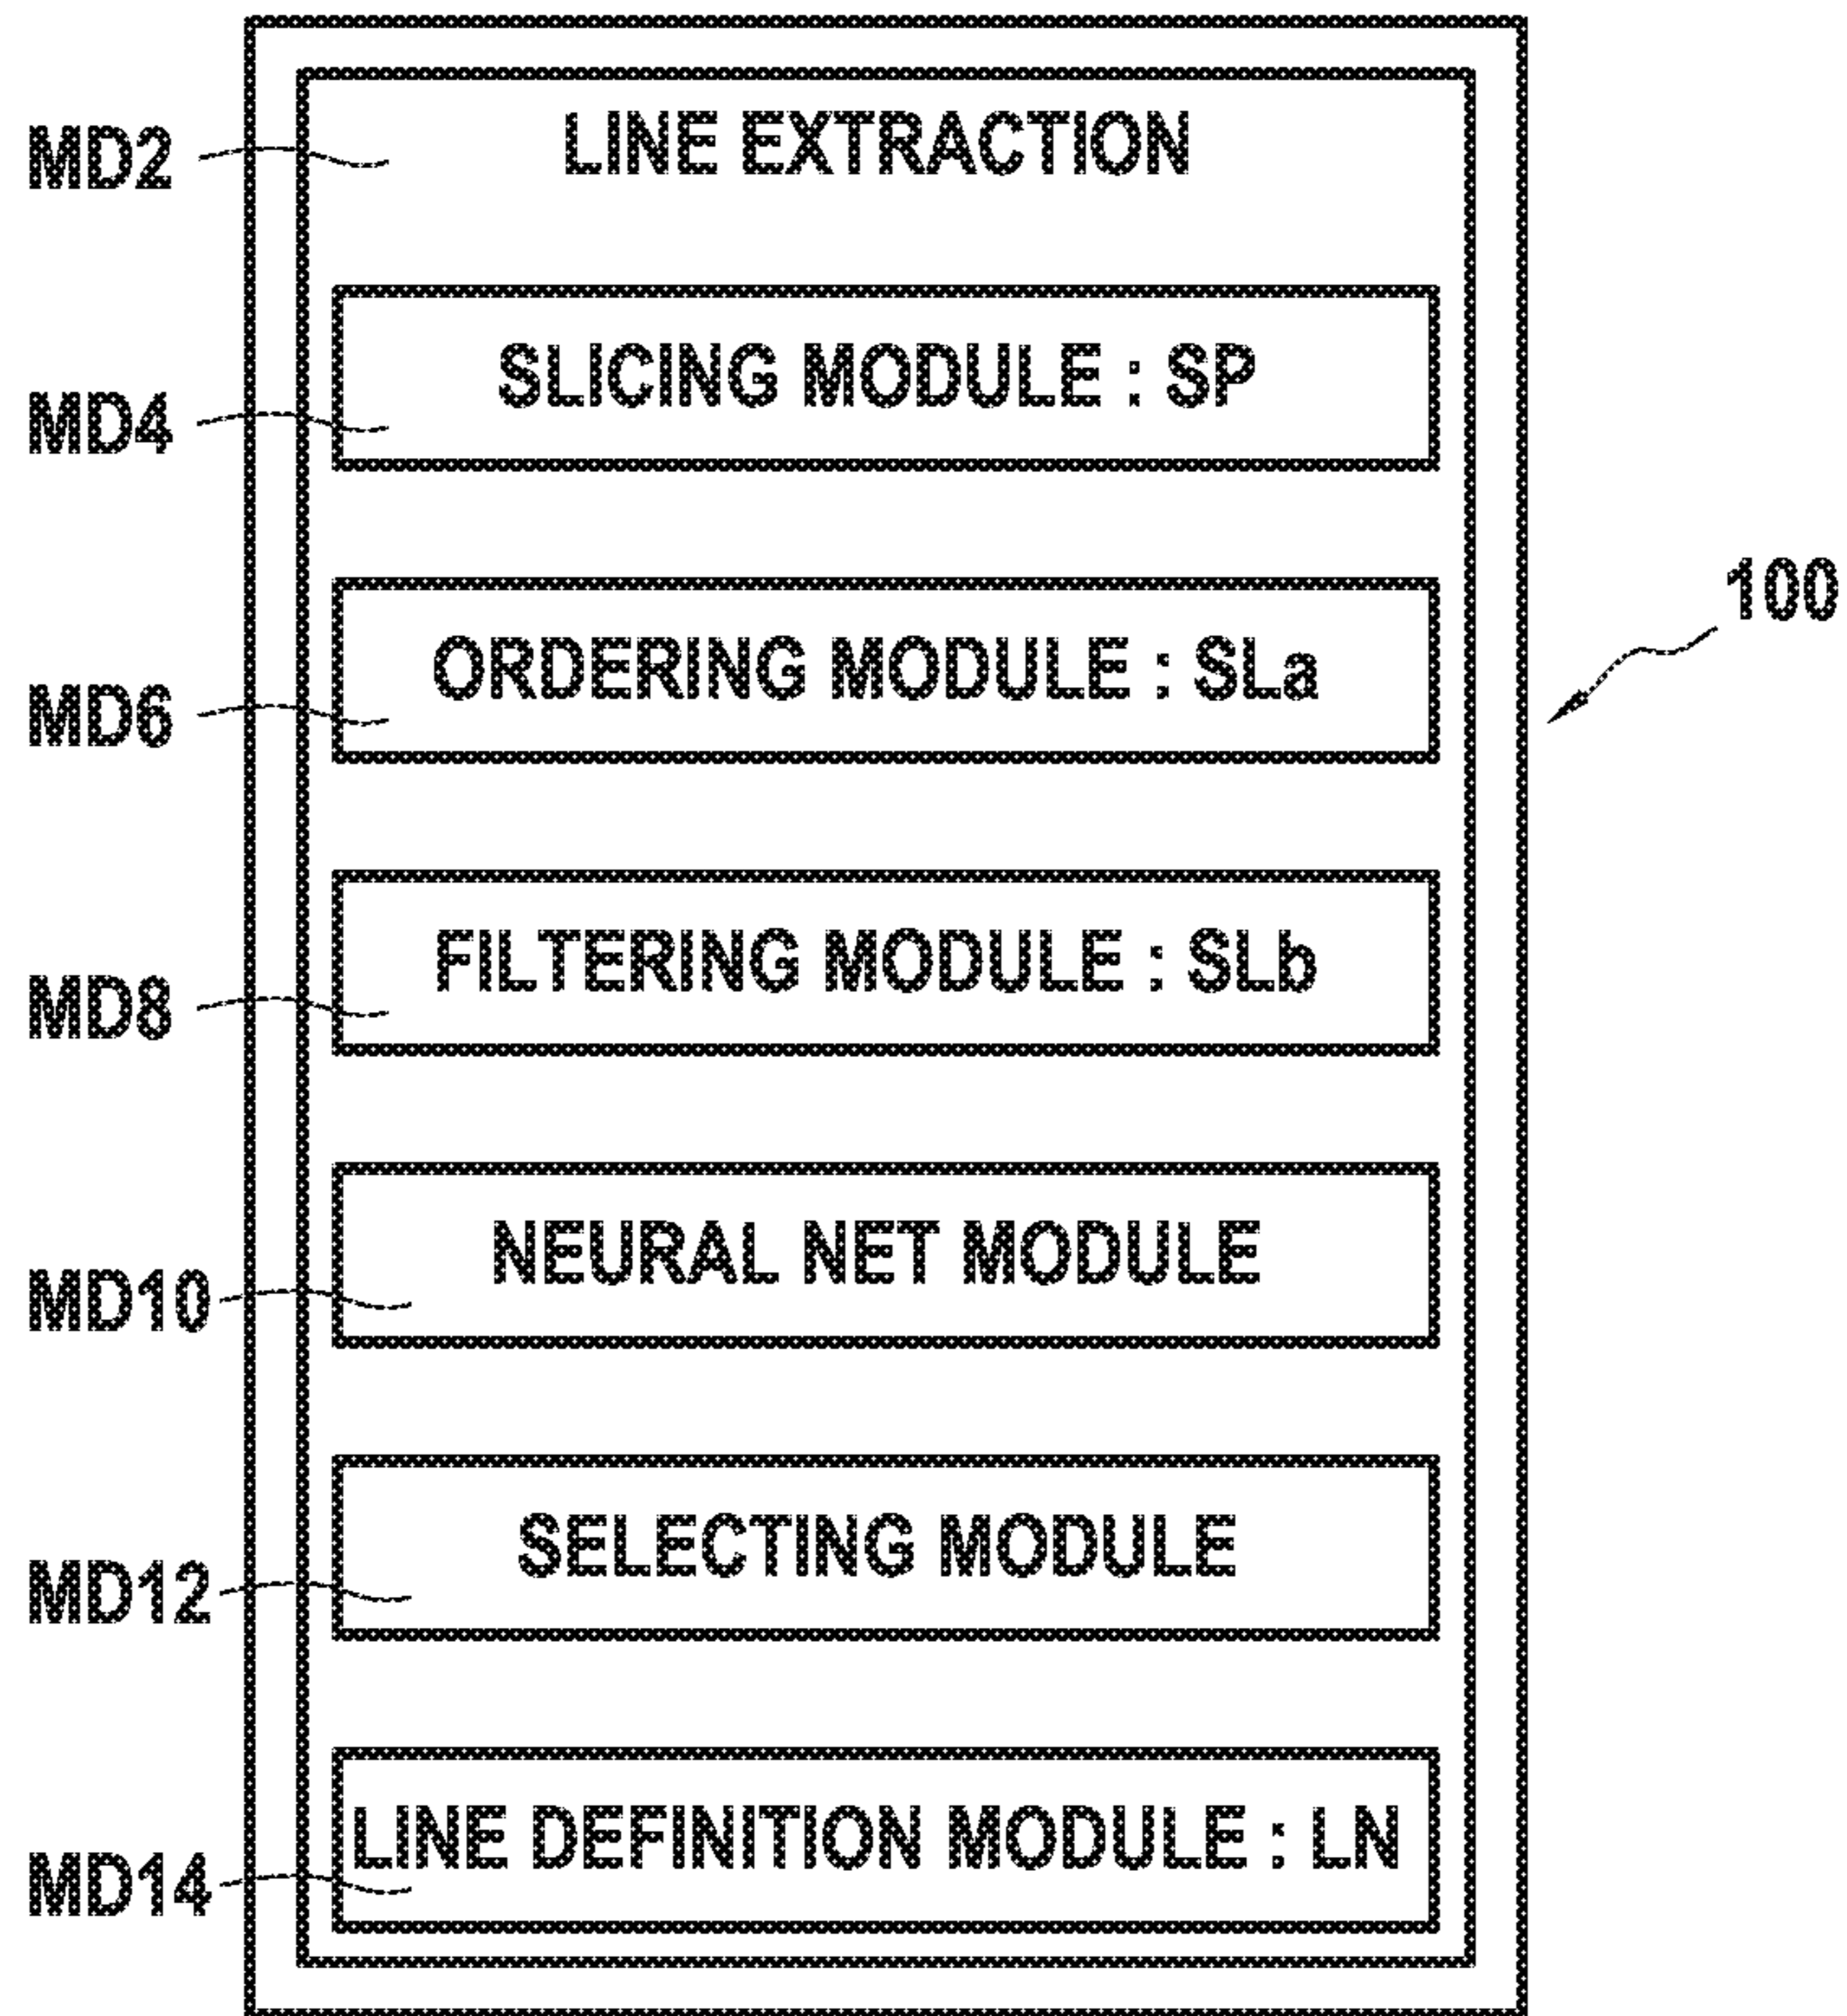 MD2
LINE EXTRACTION
MD4
SLICING MODULE : SP
100
MD6
ORDERING MODULE : SLa
MD8
FILTERING MODULE : SLb
MD10
NEURAL NET MODULE
MD12
SELECTING MODULE
MD14
LINE DEFINITION MODULE : LN